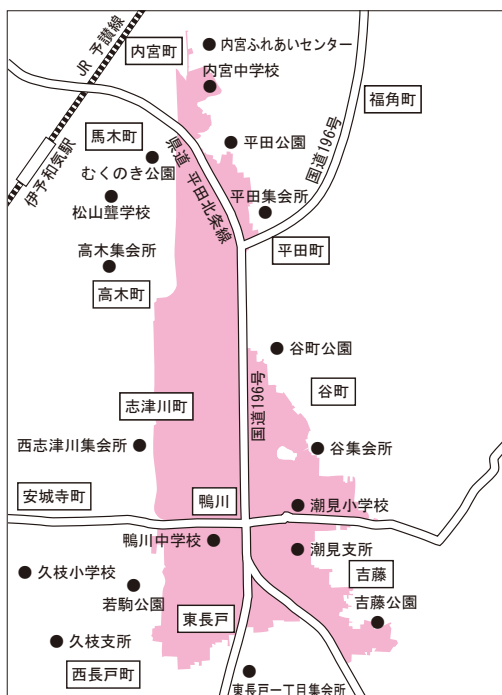 JR 予讃線
内宮町
内宮ふれあいセンター
内宮中学校
福角町
馬木町
県道 平田北条線
平田公園
国道196号
むくのき公園
伊予和気駅
松山聾学校
平田集会所
平田町
高木集会所
高木町
谷町公園
国道196号
谷町
志津川町
西志津川集会所
谷集会所
安城寺町
鴨川
潮見小学校
鴨川中学校
潮見支所
久枝小学校
若駒公園
吉藤
吉藤公園
東長戸
久枝支所
西長戸町
東長戸一丁目集会所